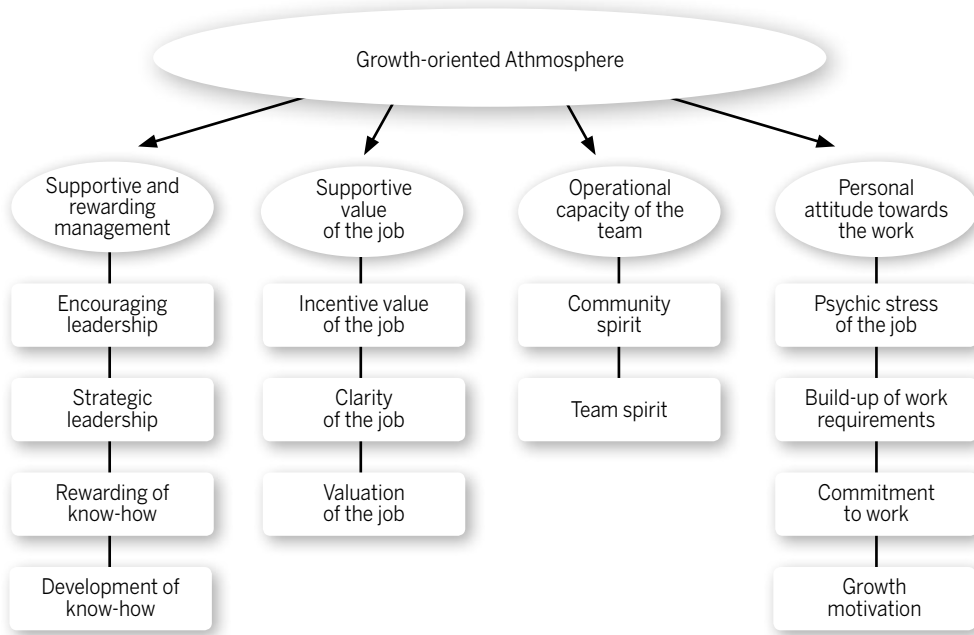 Growth-oriented Athmosphere
Supportive and
rewarding
management
Supportive
value
of the job
Operational
capacity of the
team
Personal
attitude towards
the work
Encouraging
leadership
Incentive value
of the job
Community
spirit
Psychic stress
of the job
Strategic
leadership
Clarity
of the job
Team spirit
Build-up of work
requirements
Rewarding of
know-how
Valuation
of the job
Commitment
to work
Development of
know-how
Growth
motivation